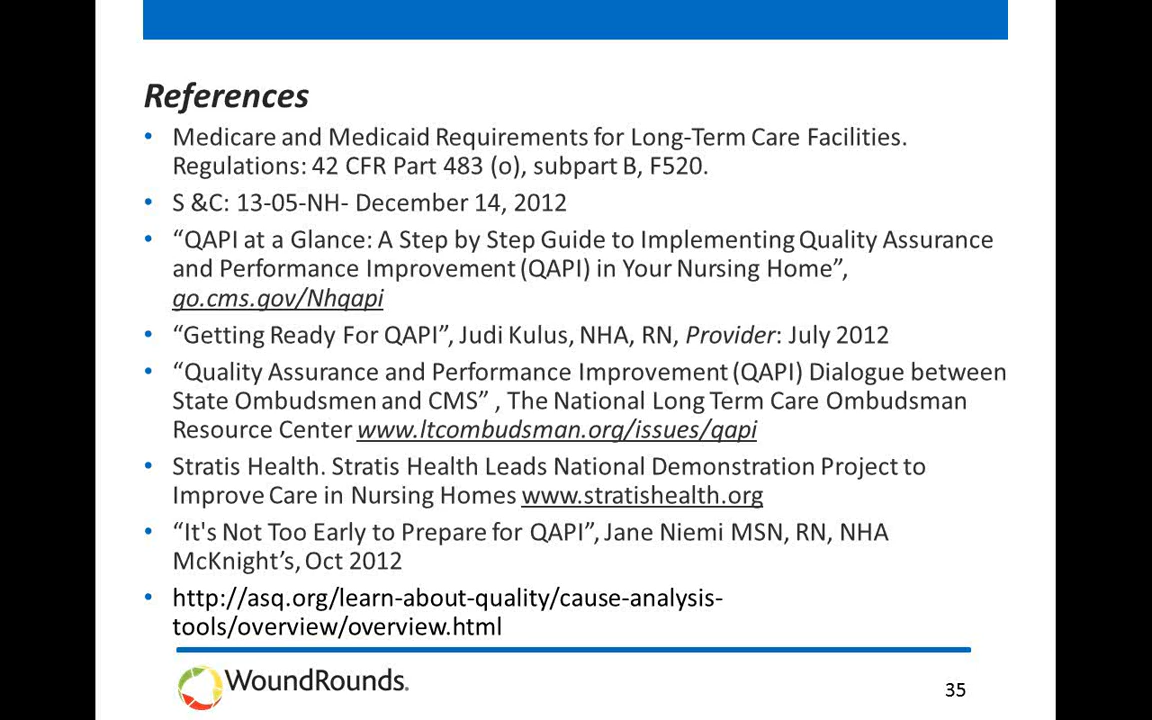 References
• Medicare and Medicaid Requirements for Long-Term Care Facilities.
Regulations: 42 CFR Part 483 (o), subpart B, F520.
• S &C: 13-05-NH- December 14, 2012
• “QAPI at a Glance: A Step by Step Guide to Implementing Quality Assurance
and Performance Improvement (QAPI) in Your Nursing Home”,
go.cms.gov/Nhqapi
• “Getting Ready For QAPI”, Judi Kulus, NHA, RN, Provider: July 2012
• “Quality Assurance and Performance Improvement (QAPI) Dialogue between
State Ombudsmen and CMS” , The National Long Term Care Ombudsman
Resource Center www.ltcombudsman.org/issues/qapi
• Stratis Health. Stratis Health Leads National Demonstration Project to
Improve Care in Nursing Homes www.stratishealth.org
• “It's Not Too Early to Prepare for QAPI”, Jane Niemi MSN, RN, NHA
McKnight’s, Oct 2012
• http://asq.org/learn-about-quality/cause-analysis-
tools/overview/overview.html
WoundRounds.
35